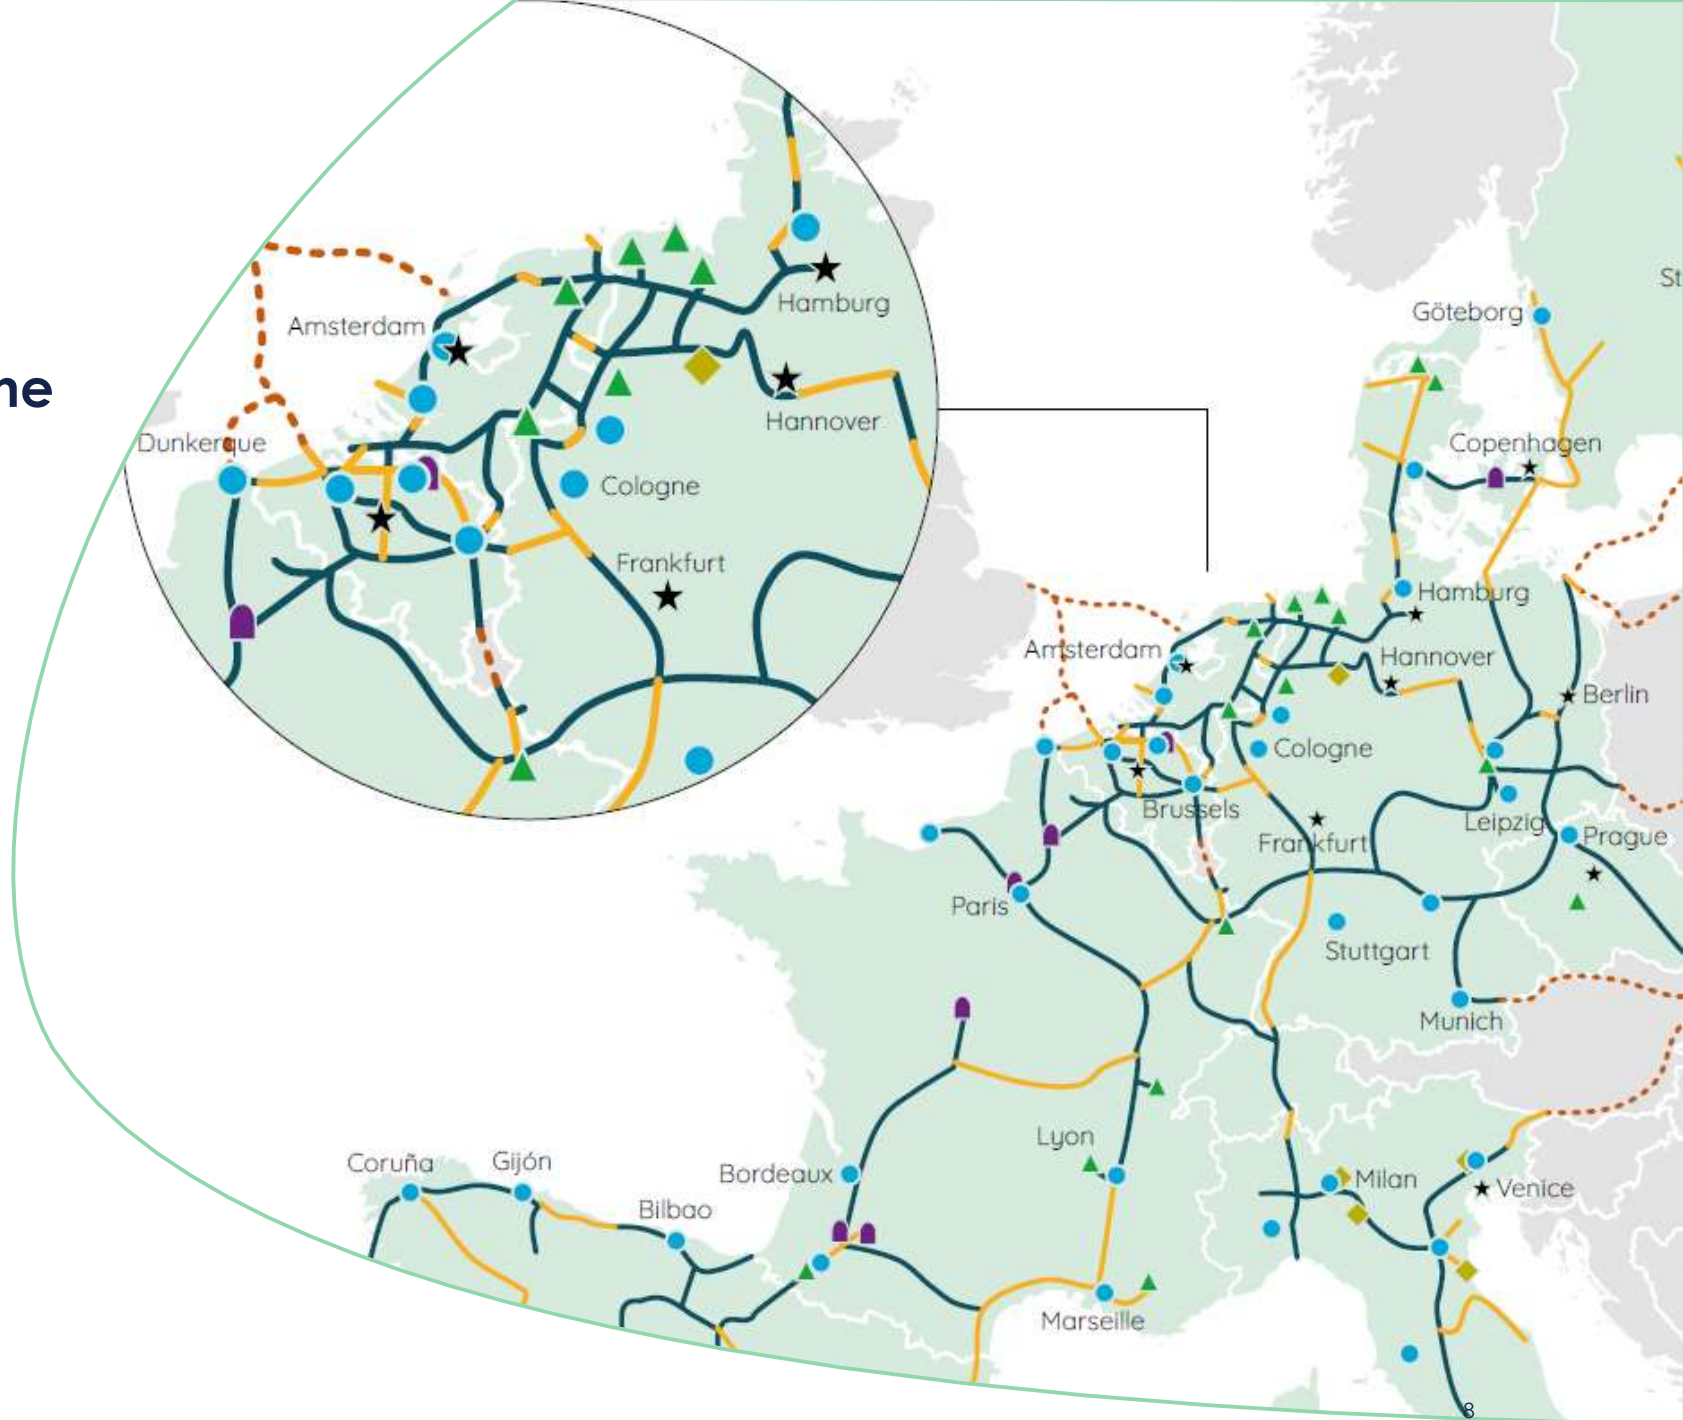 ne
Hamburg
Amsterdam
Hannover
Dunkerque
Cologne
Frankfurt
Göteborg
St
Copenhagen
Hamburg
Amsterdam
Hannover
Berlin
Cologne
Brussels
Leipzig
Frankfurt
Prague
Paris
Stuttgart
Munich
Lyon
Coruña
Gijón
Bordeaux
Milan
Venice
Bilbao
Marseille
8